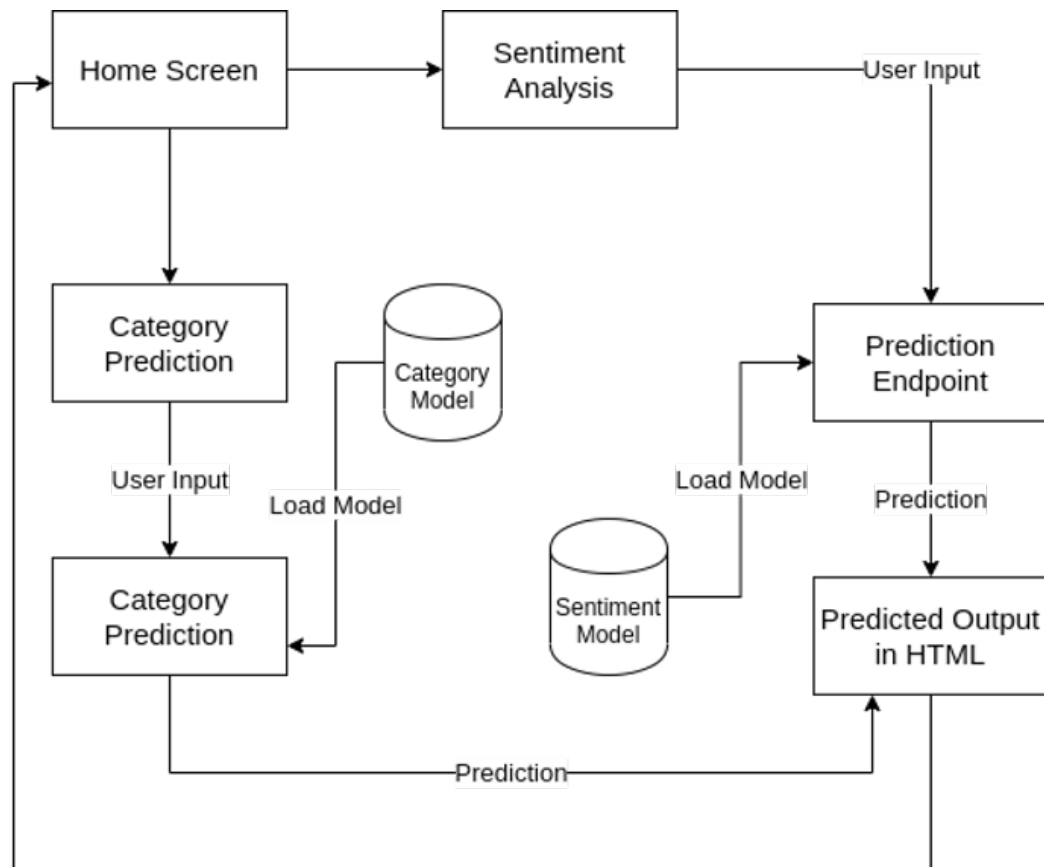 Home Screen
Sentiment
Analysis
User Input
Category
Prediction
Category
Model
Prediction
Endpoint
User Input
Load Model
Load Model
Prediction
Category
Prediction
Sentiment
Model
Predicted Output
in HTML
Prediction